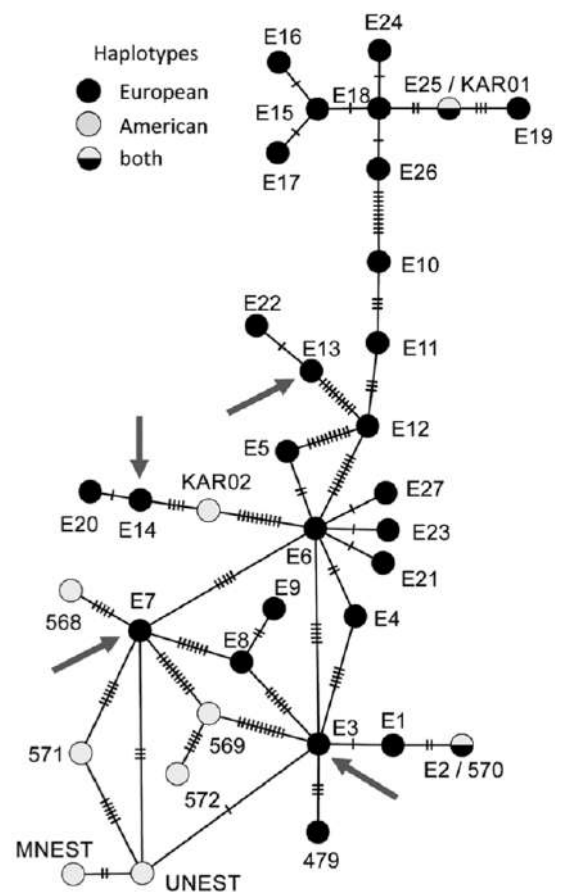 Haplotypes
European
American
both
E16
E24
E15
E18
E25 / KAR01
E17
E19
E26
E10
E22
E13
E11
E12
E5
KAR02
E27
E20
E14
E6
E23
E21
E7
E9
568
E8
E4
569
E3
E1
571
572
E2 / 570
MNEST
UNEST
479